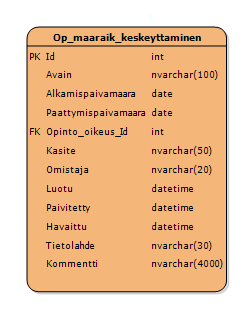 Op_maaraik_keskeyttaminen
PK Id int
Avain nvarchar(100)
Alkamispaivamaara date
Paattymispaivamaara date
FK Opinto_oikeus_Id int
Kasite nvarchar(50)
Omistaja nvarchar(20)
Luotu datetime
Paivitetty datetime
Havaittu datetime
Tietolahde nvarchar(30)
Kommentti nvarchar(4000)